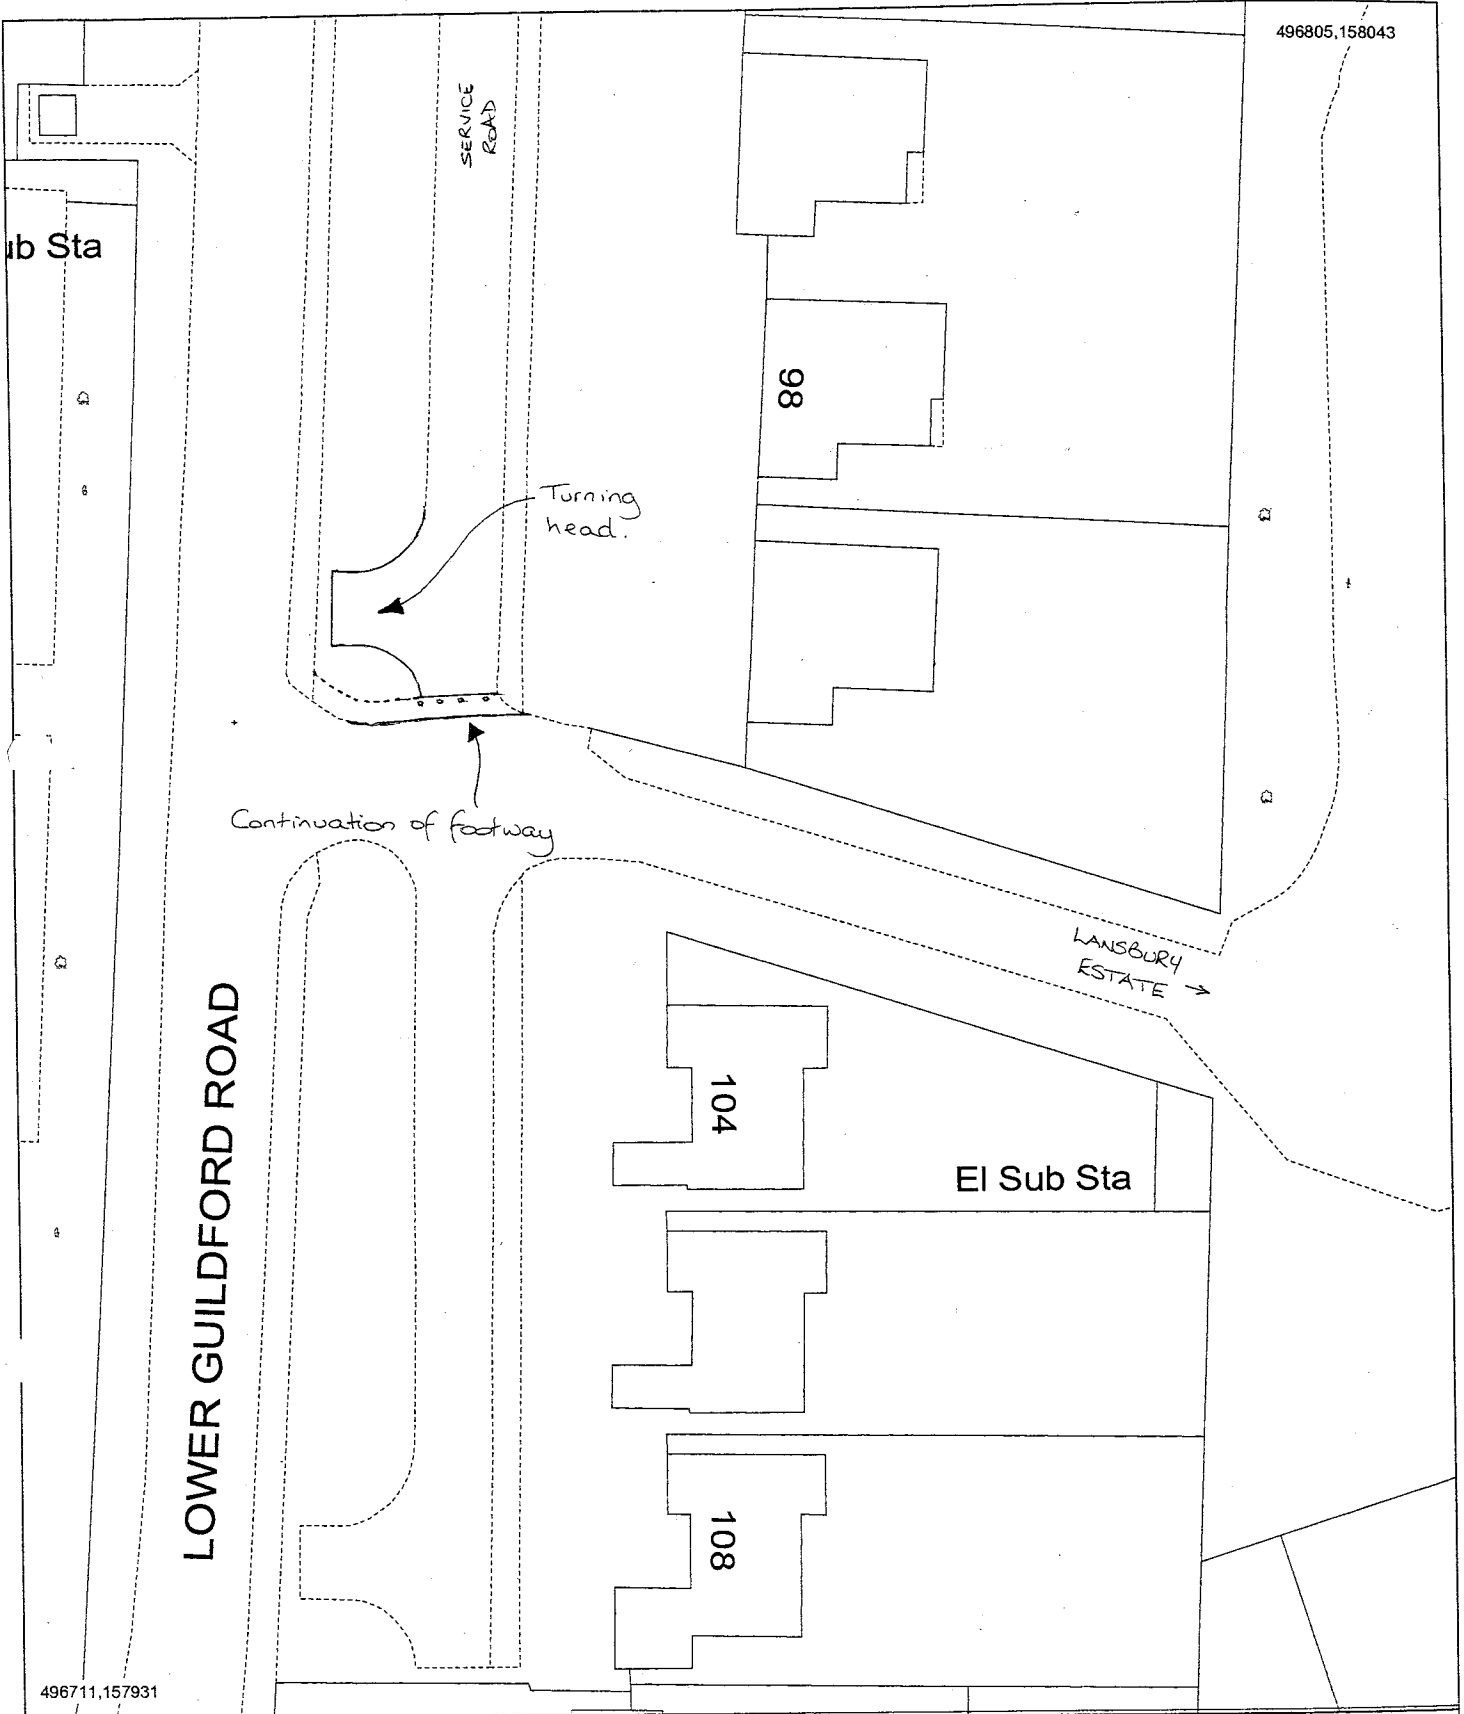 496805,158043
SERVICE
ROAD
ub Sta
98
Turning
head.
Continuation of footway
LANSBURY
ESTATE →
LOWER GUILDFORD ROAD
104
El Sub Sta
108
496711,157931